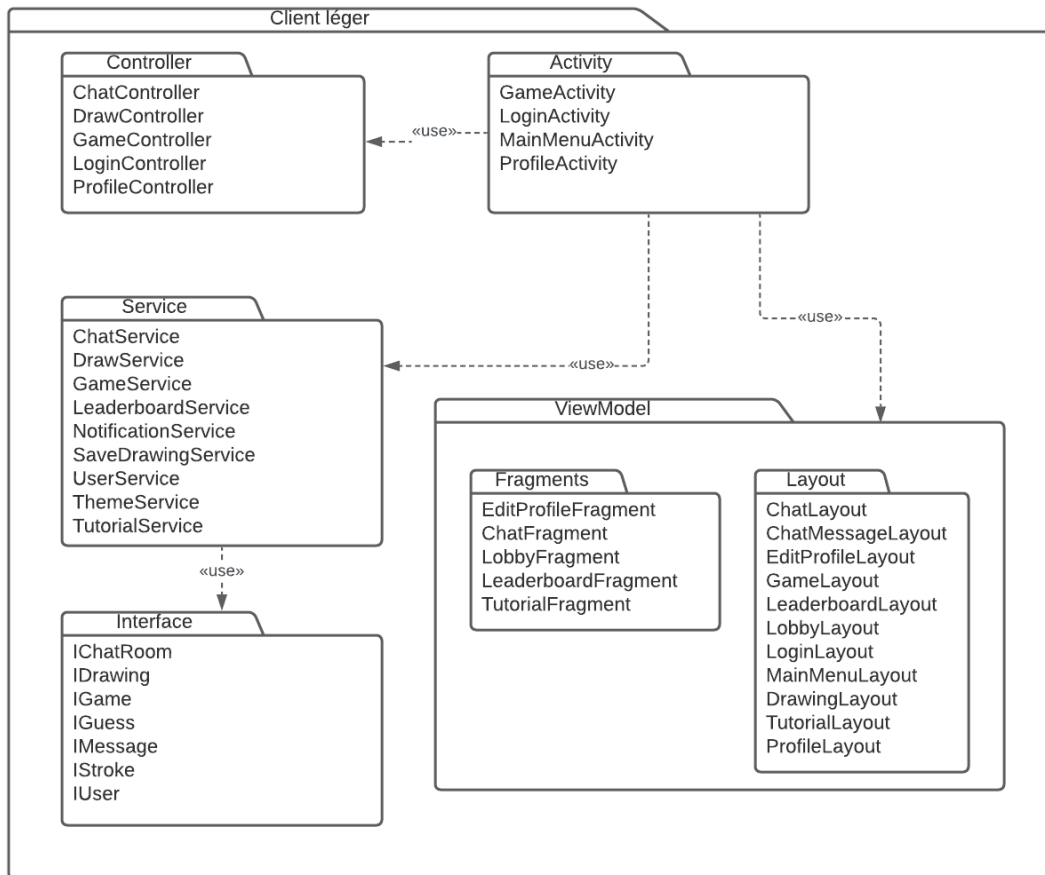 Client léger
Controller
ChatController
DrawController
GameController
LoginController
ProfileController
«use»
Activity
GameActivity
LoginActivity
MainMenuActivity
ProfileActivity
Service
ChatService
DrawService
GameService
LeaderboardService
NotificationService
SaveDrawingService
UserService
ThemeService
TutorialService
«use»
«use»
«use»
Interface
IChatRoom
IDrawing
IGame
IGuess
IMessage
IStroke
IUser
ViewModel
Fragments
EditProfileFragment
ChatFragment
LobbyFragment
LeaderboardFragment
TutorialFragment
Layout
ChatLayout
ChatMessageLayout
EditProfileLayout
GameLayout
LeaderboardLayout
LobbyLayout
LoginLayout
MainMenuLayout
DrawingLayout
TutorialLayout
ProfileLayout